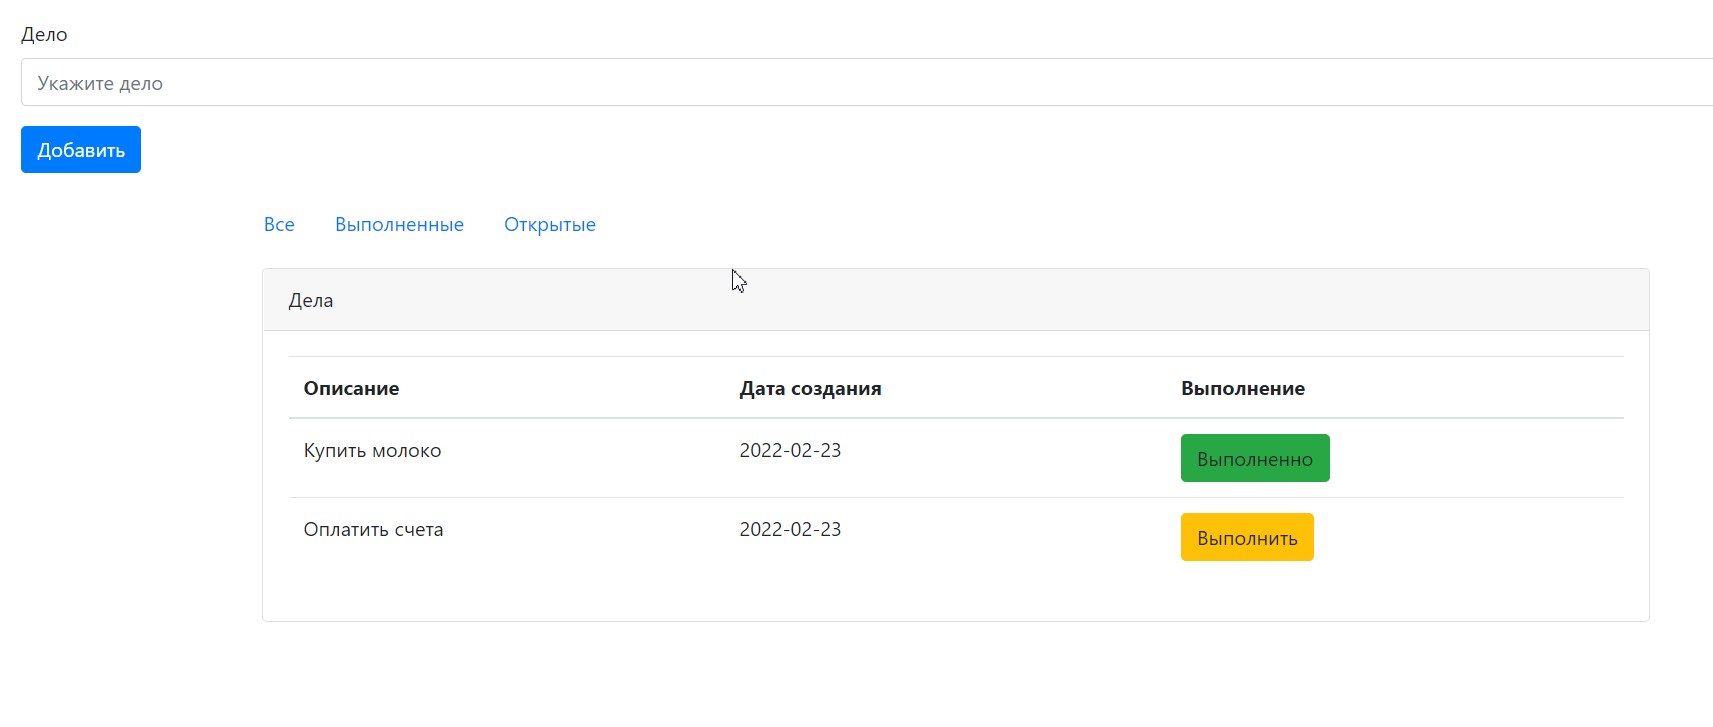 Дело
Укажите дело
Добавить
Все Выполненные Открытые
Дела
Описание Дата создания Выполнение
Купить молоко 2022-02-23 Выполненно
Оплатить счета 2022-02-23 Выполнить